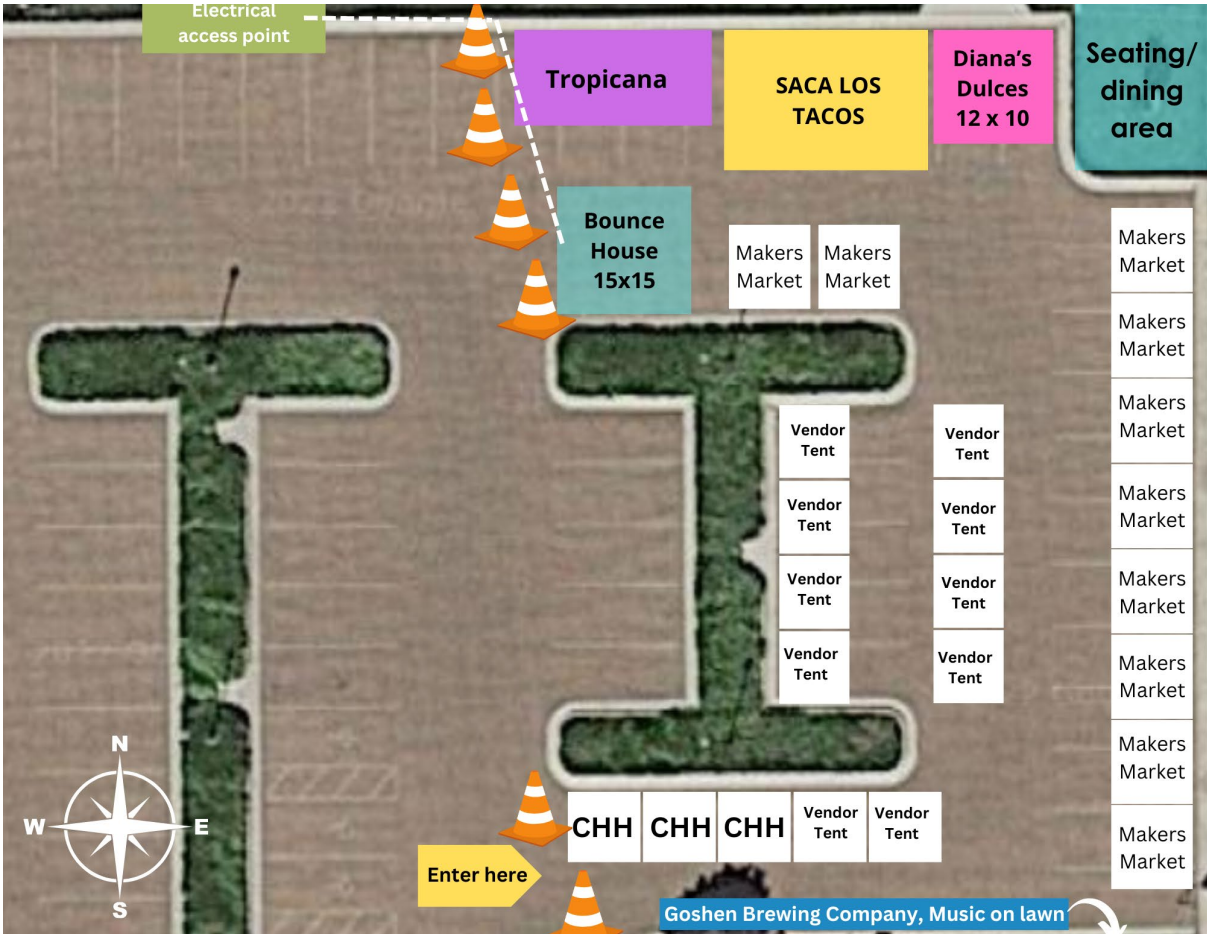 Electrical
access point
Tropicana
SACA LOS
TACOS
Diana’s
Dulces
12 x 10
Seating/
dining
area
Bounce
House
15x15
Makers
Market
Makers
Market
Makers
Market
Makers
Market
Makers
Market
Makers
Market
Makers
Market
Makers
Market
Makers
Market
Makers
Market
Vendor
Tent
Vendor
Tent
Vendor
Tent
Vendor
Tent
Vendor
Tent
Vendor
Tent
Vendor
Tent
Vendor
Tent
N
W
E
S
CHH
CHH
CHH
Vendor
Tent
Vendor
Tent
Enter here
Goshen Brewing Company, Music on lawn